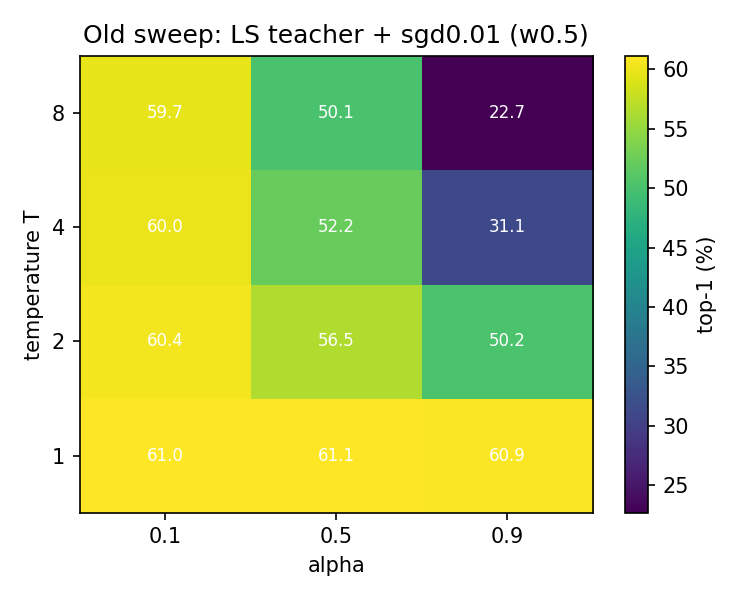 Old sweep: LS teacher + sgd0.01 (w0.5)
temperature T
8
4
2
1
59.7 50.1 22.7
60.0 52.2 31.1
60.4 56.5 50.2
61.0 61.1 60.9
0.1 0.5 0.9
alpha
60
55
50
45
40
35
30
25
top-1 (%)